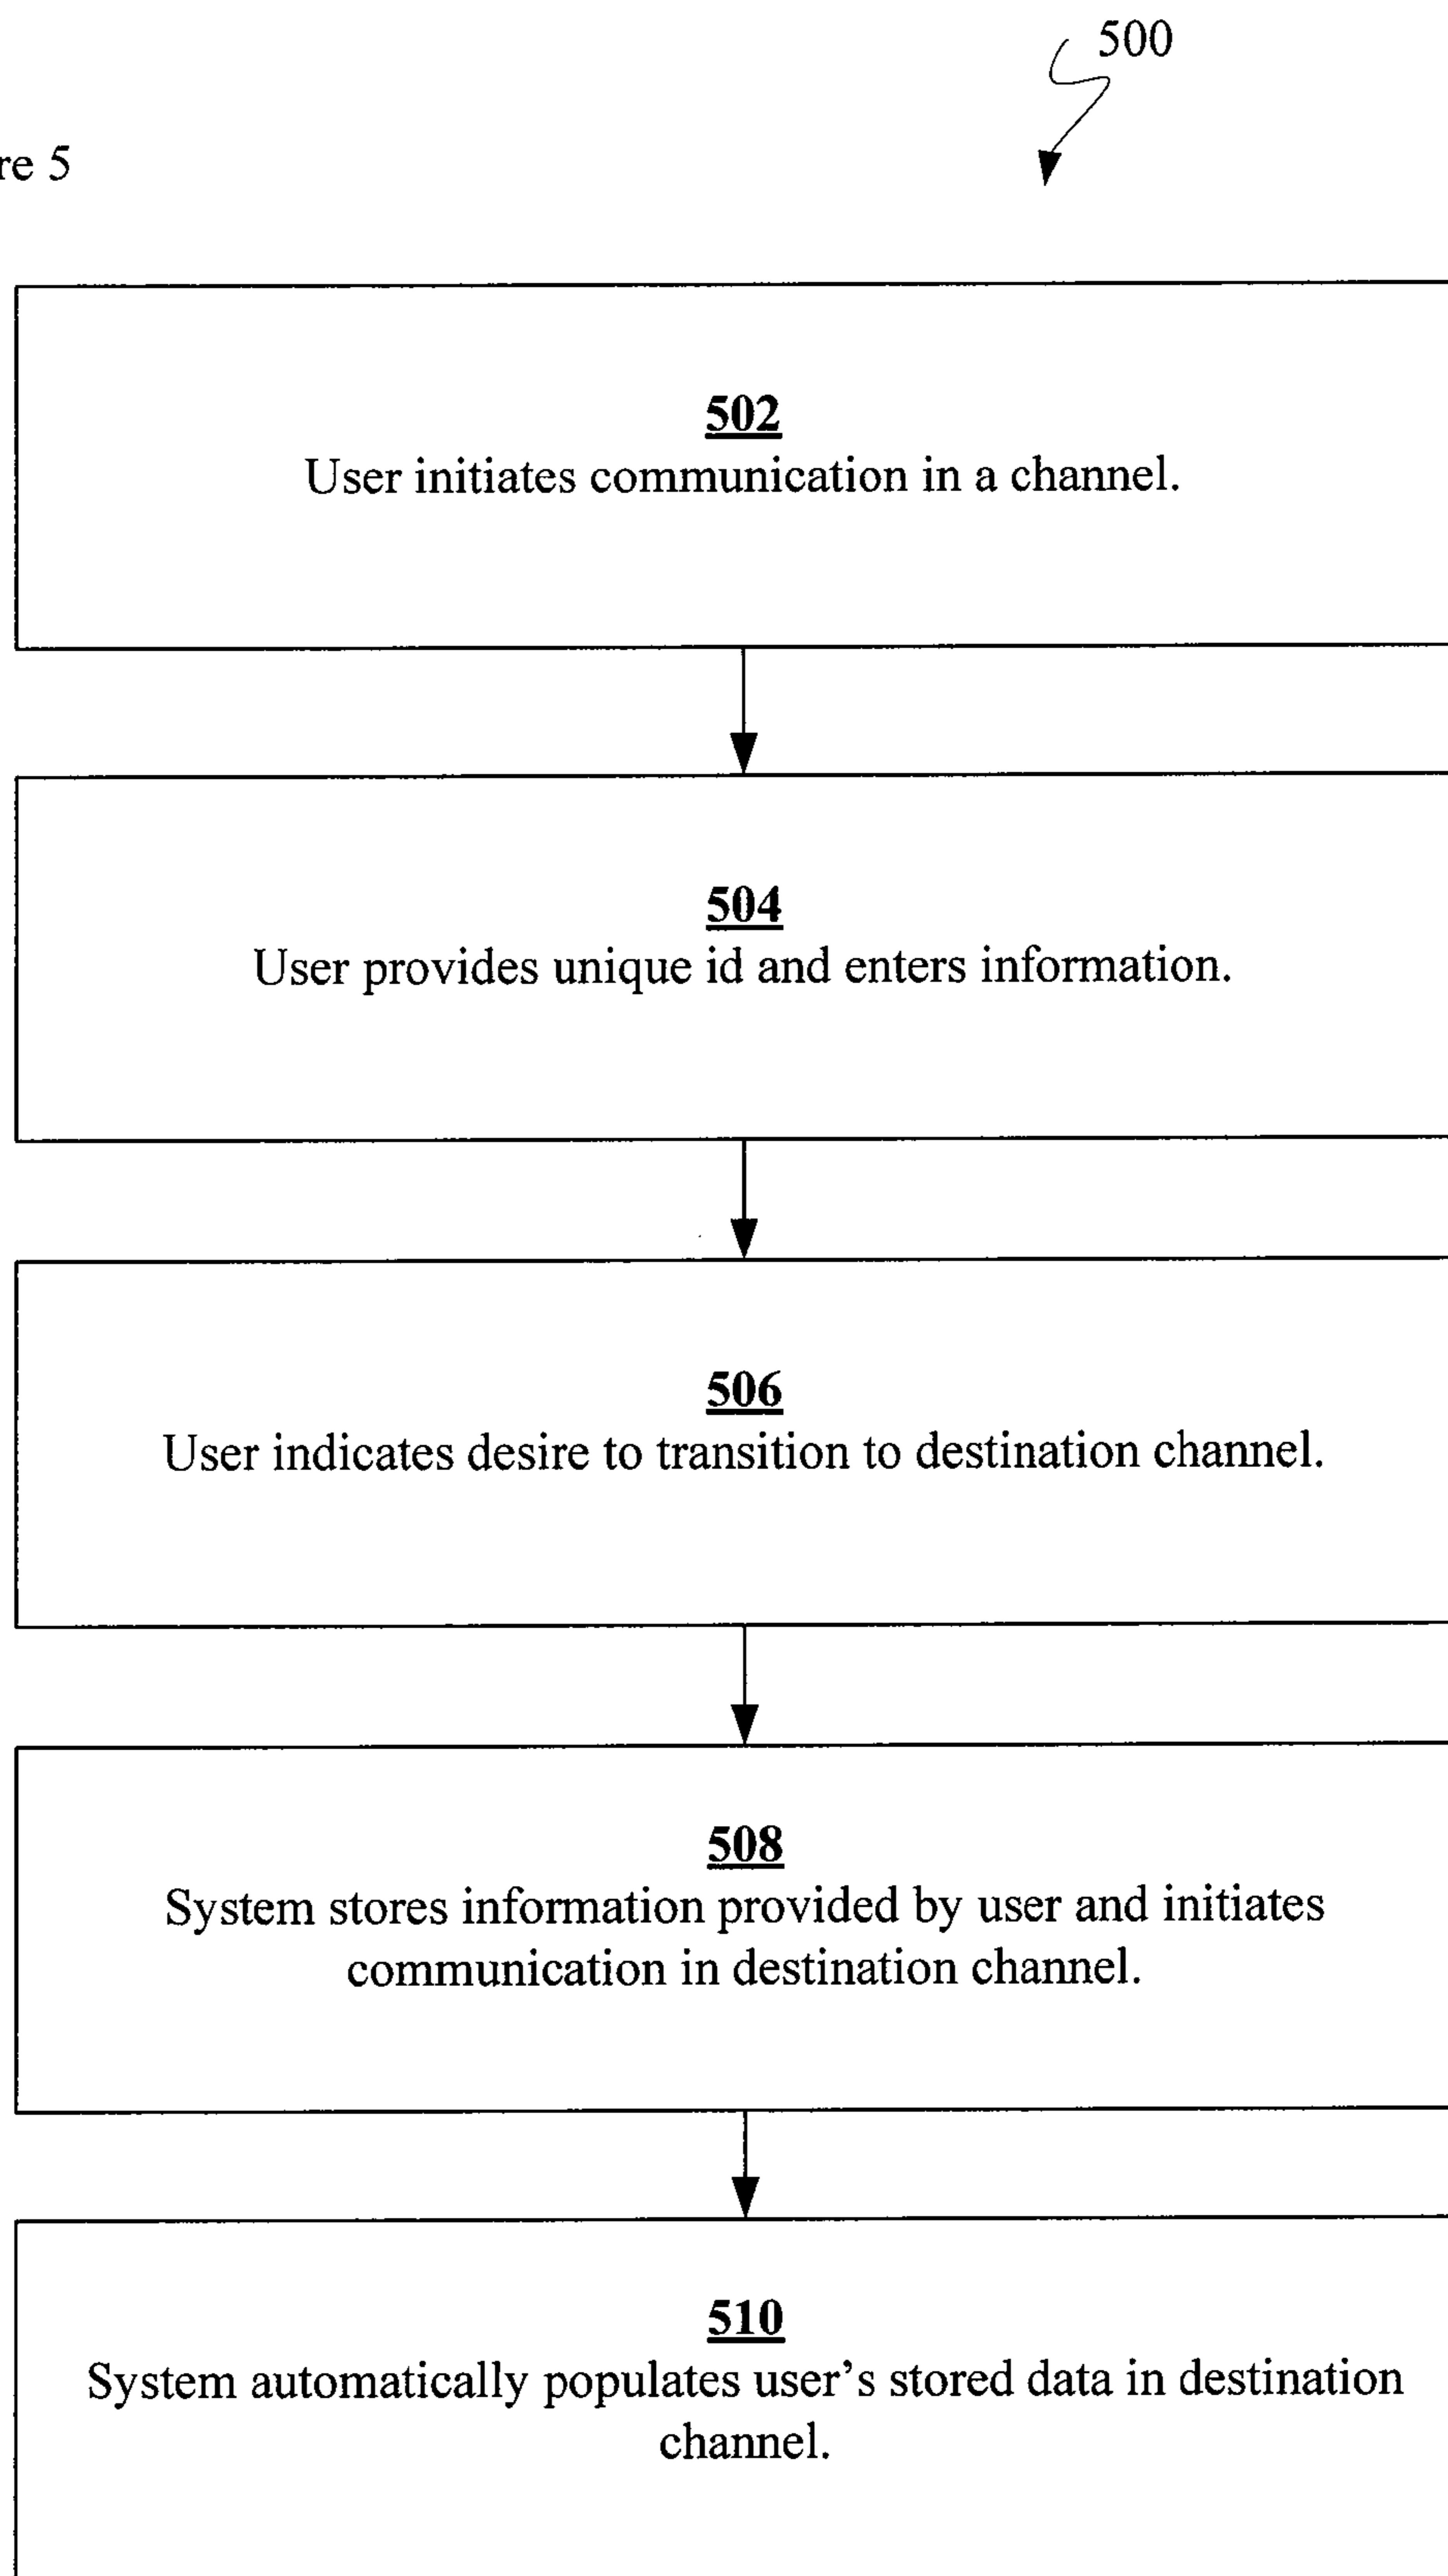 500
re 5
502
User initiates communication in a channel.
504
User provides unique id and enters information.
506
User indicates desire to transition to destination channel.
508
System stores information provided by user and initiates
communication in destination channel.
510
System automatically populates user’s stored data in destination
channel.